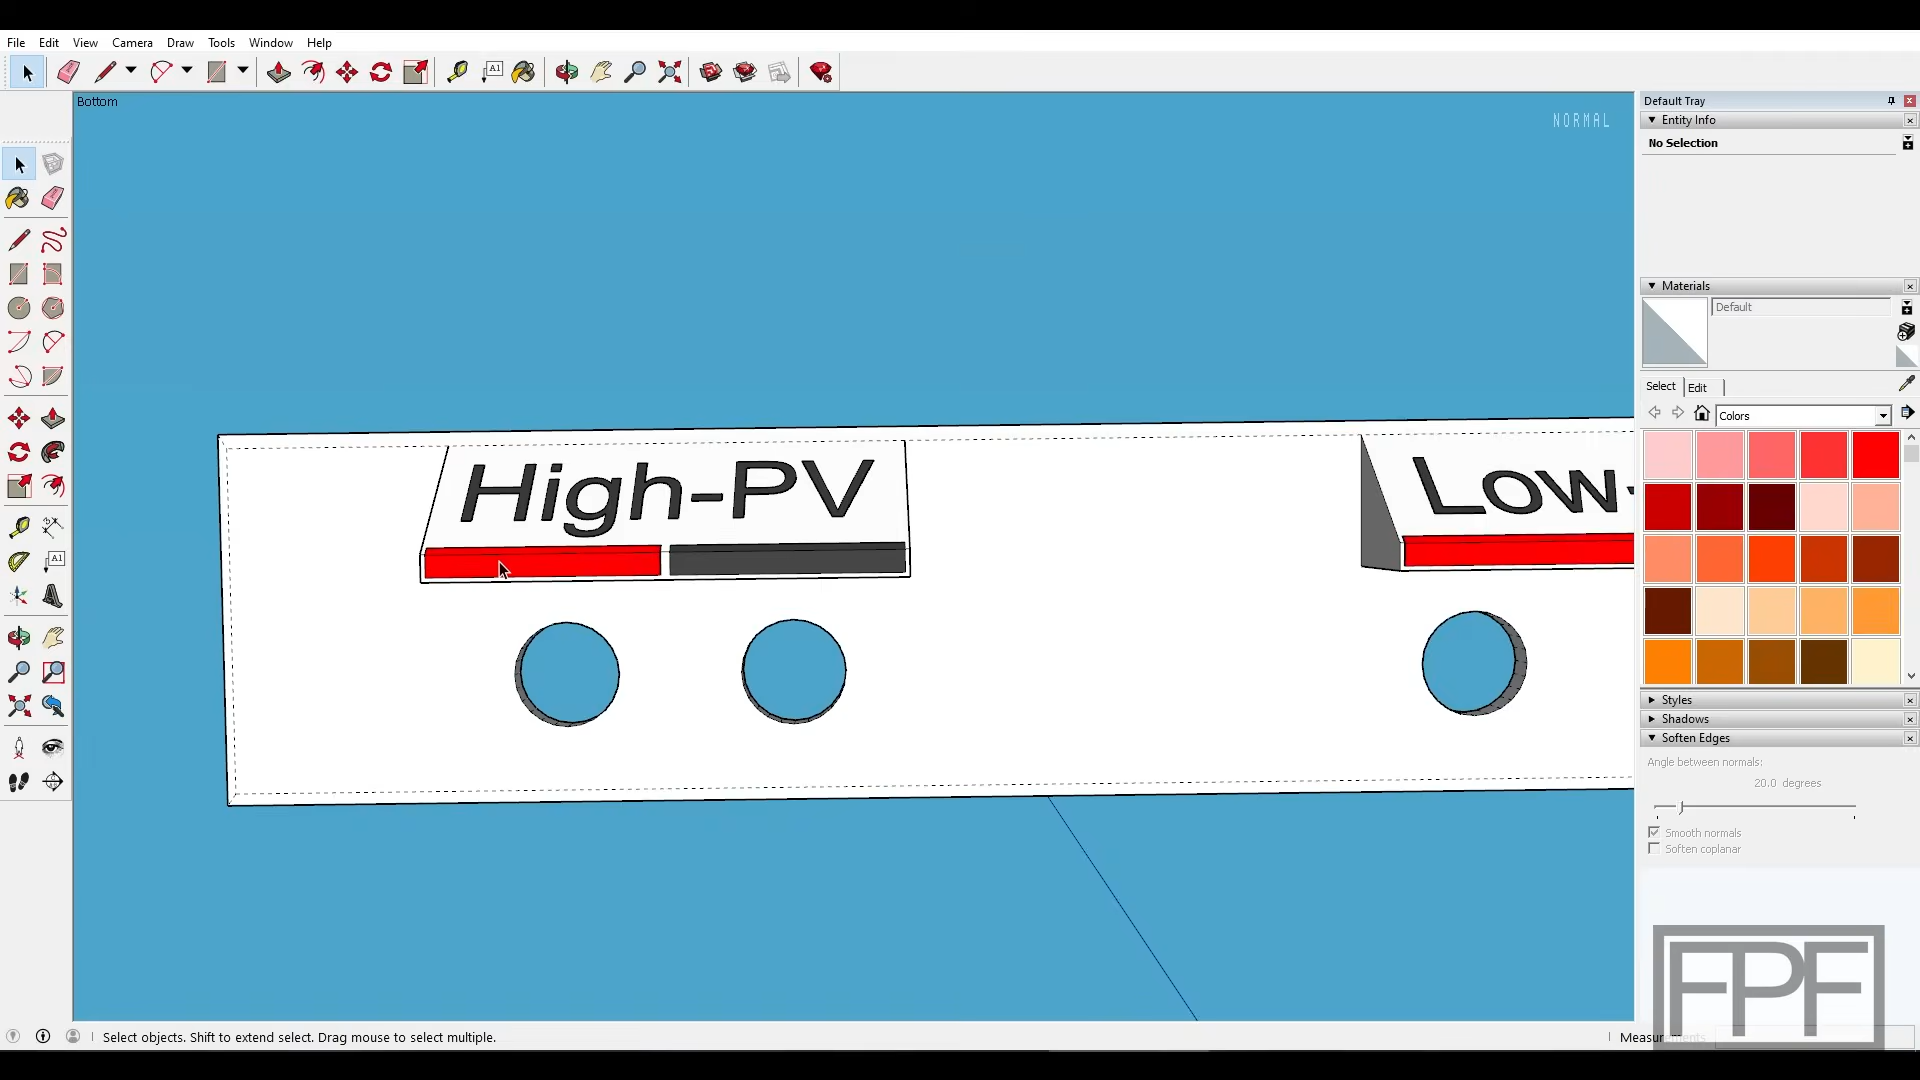 File Edit View Camera Draw Tools Window Help
A1
Bottom
NORMAL
Default Tray
Entity Info
No Selection
Materials
Default
Select Edit
Colors
High-PV
Low-
A1
Styles
Shadows
Soften Edges
Angle between normals:
20.0 degrees
Smooth normals
Soften coplanar
FPF
Select objects. Shift to extend select. Drag mouse to select multiple.
Measurements